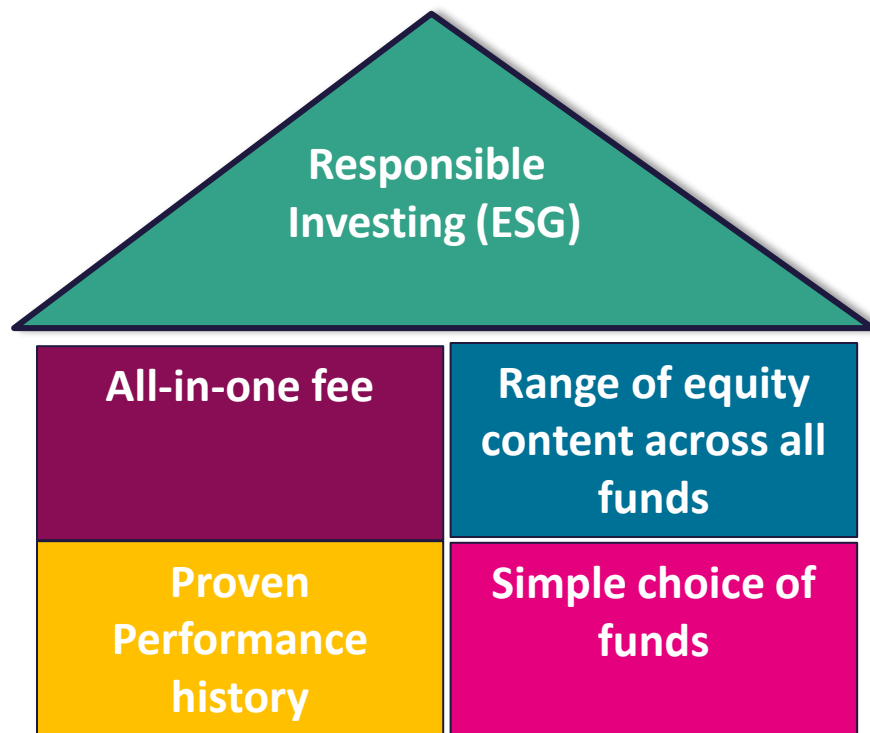 Responsible
Investing (ESG)
All-in-one fee
Range of equity
content across all
funds
Proven
Performance
history
Simple choice of
funds